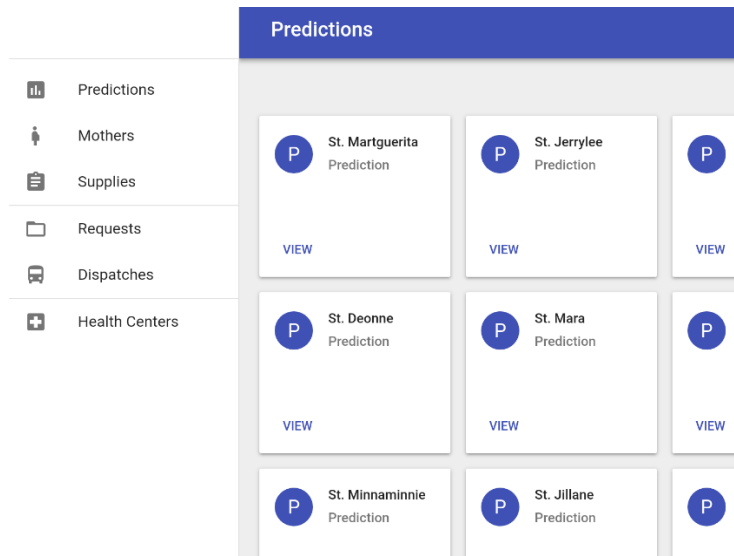 Predictions
Predictions
Mothers
Supplies
Requests
Dispatches
Health Centers
P
St. Martguerita
Prediction
VIEW
P
St. Jerrylee
Prediction
VIEW
P
VIEW
P
St. Deonne
Prediction
VIEW
P
St. Mara
Prediction
VIEW
P
VIEW
P
St. Minnaminnie
Prediction
P
St. Jillane
Prediction
P